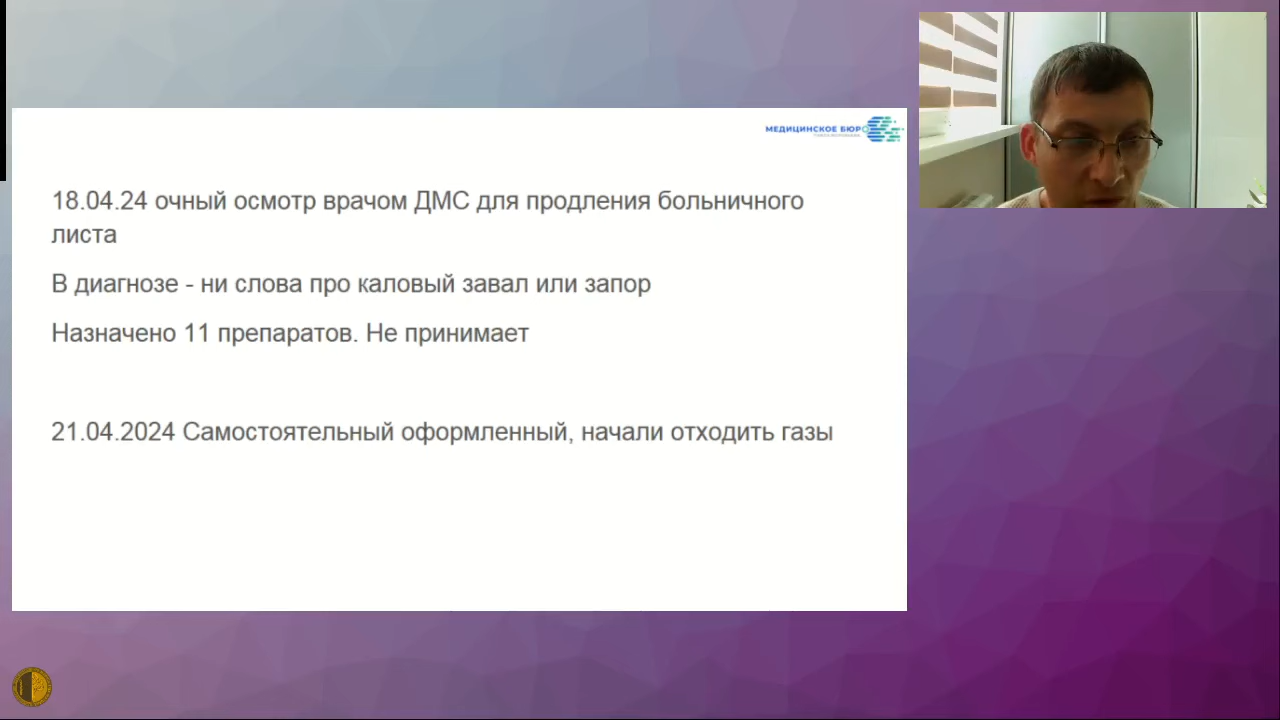 МЕДИЦИНСКОЕ БЮРО
18.04.24 очный осмотр врачом ДМС для продления больничного
листа
В диагнозе - ни слова про каловый завал или запор
Назначено 11 препаратов. Не принимает
21.04.2024 Самостоятельный оформленный, начали отходить газы